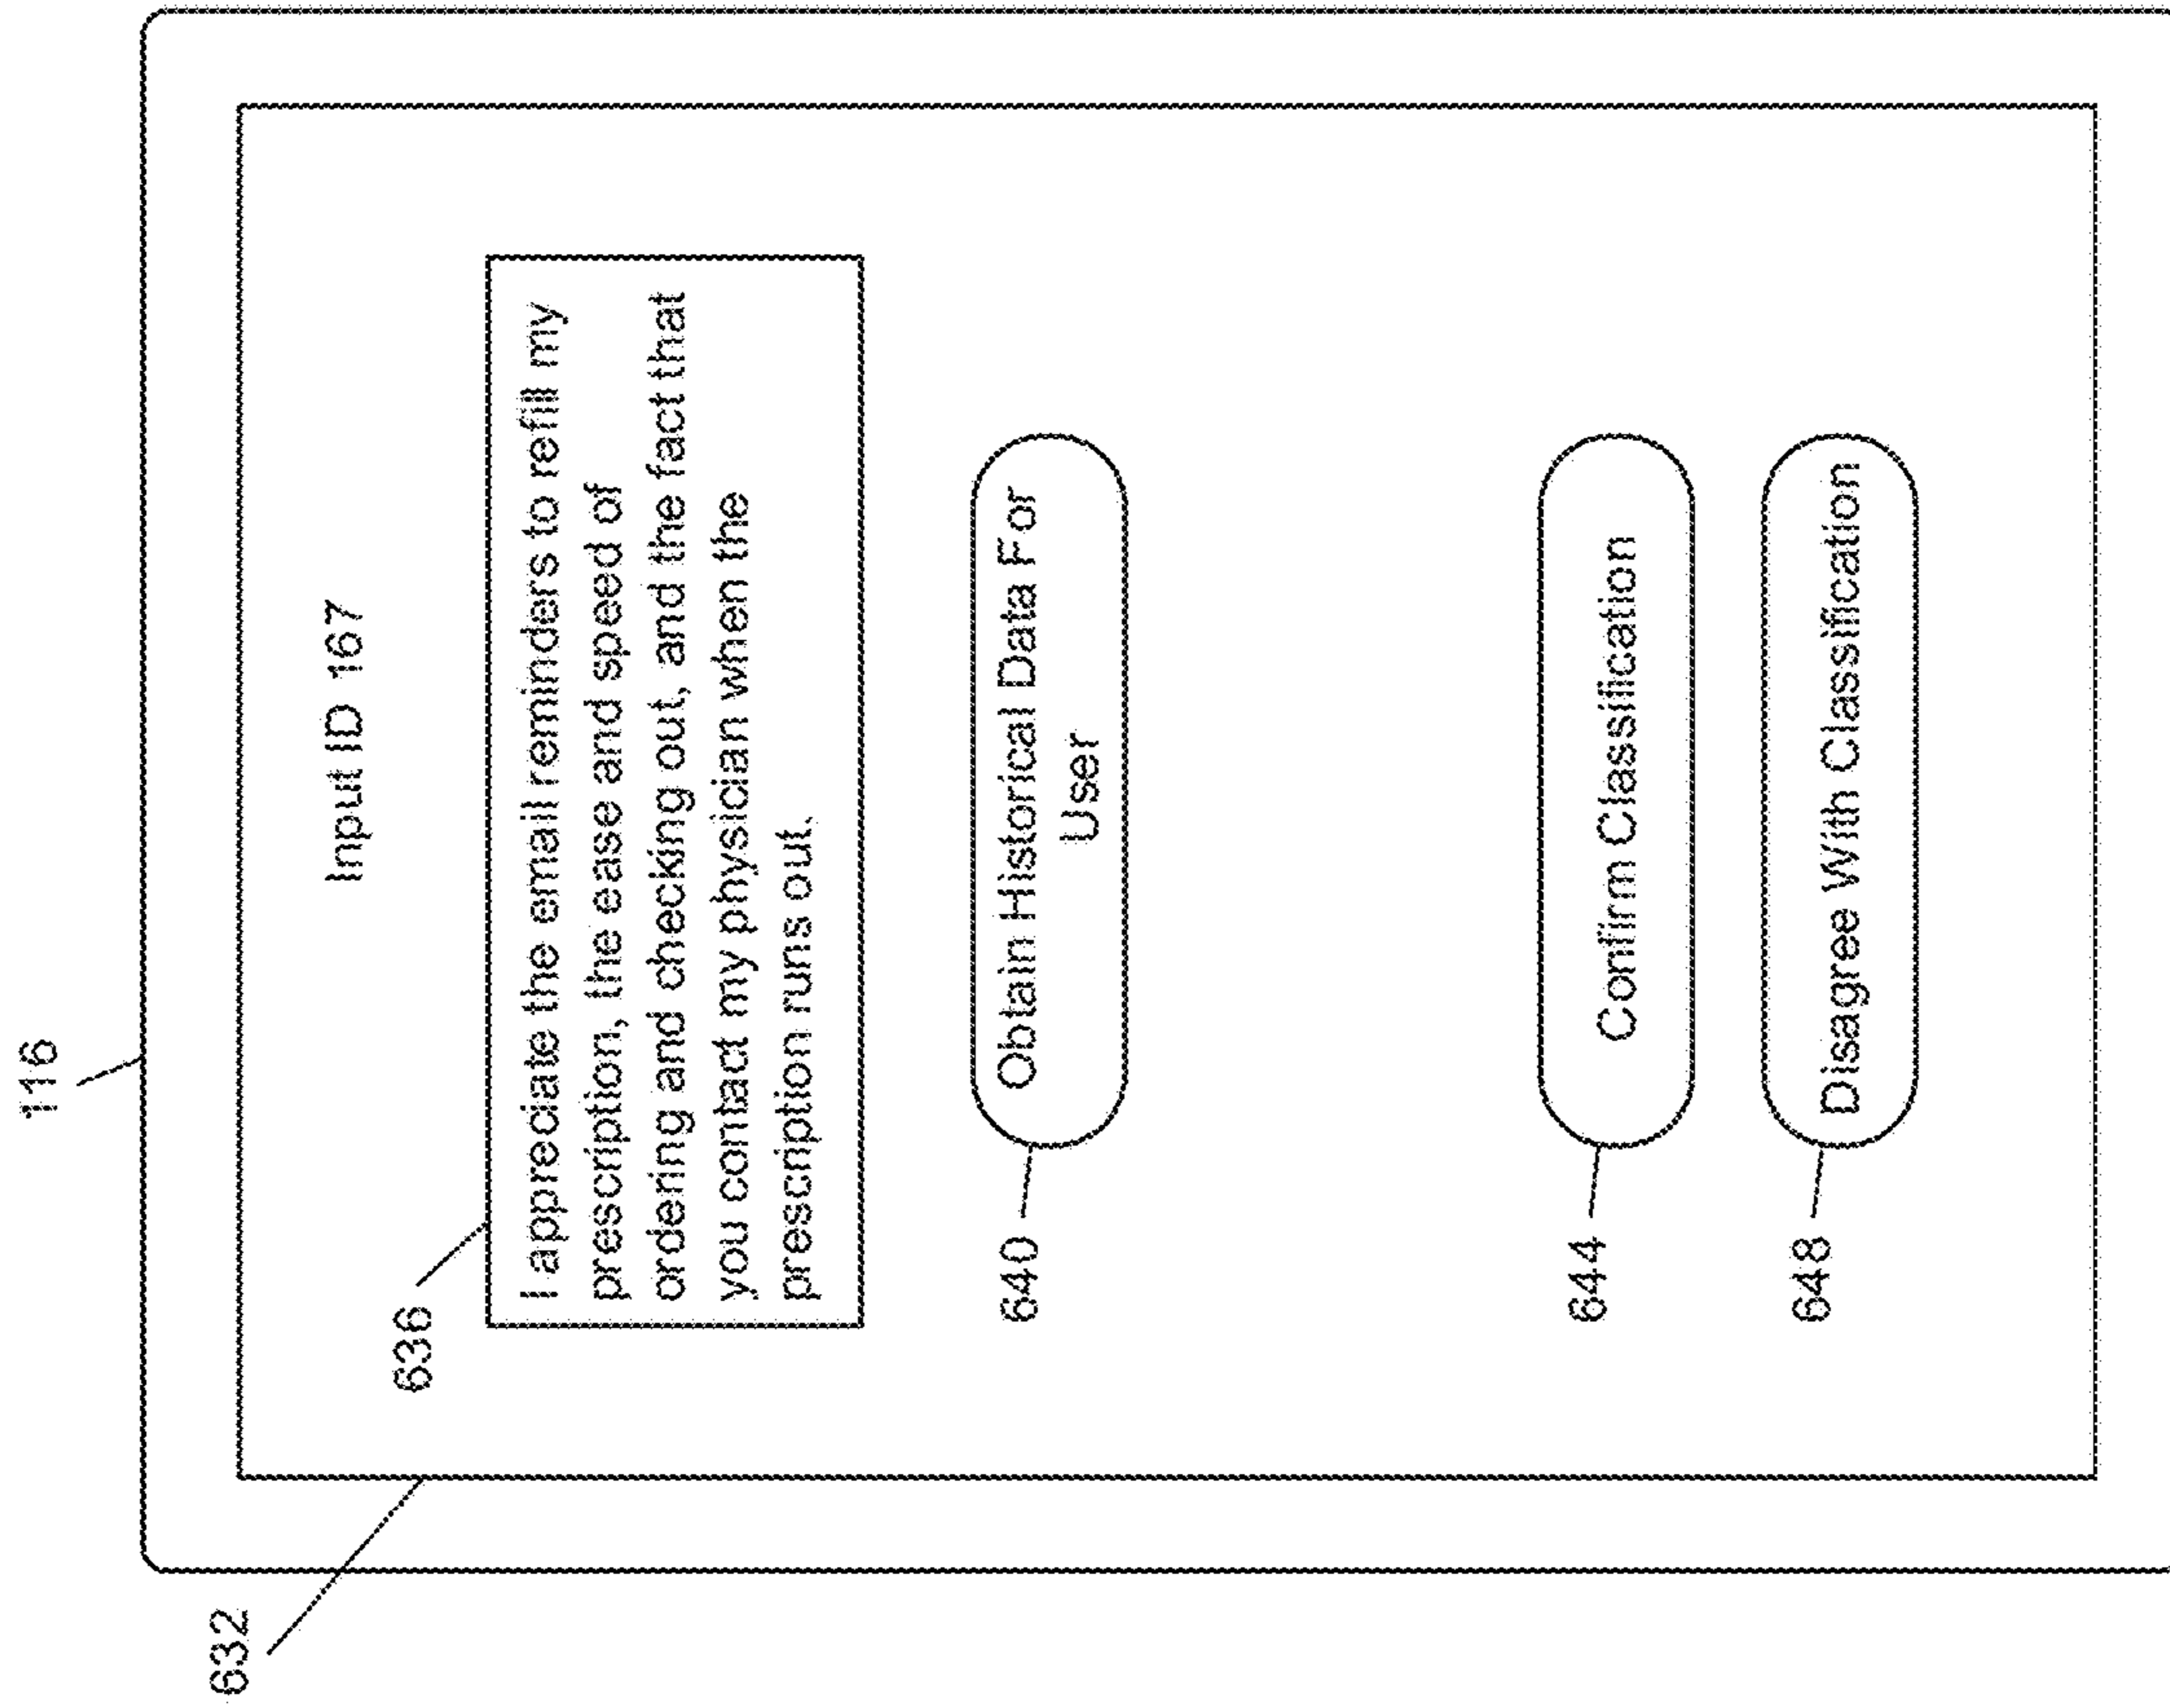 116
632
Input ID 167
636
I appreciate the email reminders to refill my
prescription, the ease and speed of
ordering and checking out, and the fact that
you contact my physician when the
prescription runs out.
640
Obtain Historical Data For
User
644
Confirm Classification
648
Disagree With Classification